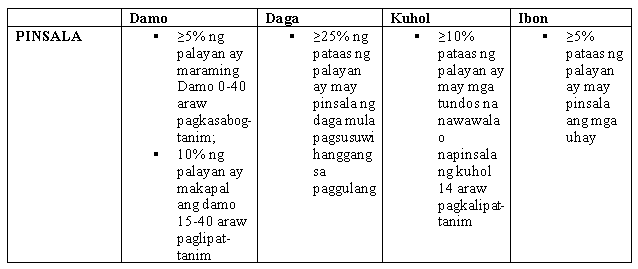 Damo
Daga
Kuhol
Ibon
PINSALA
▪ ≥5% ng
palayan ay
maraming
Damo 0-40
araw
pagkasabog-
tanim;
▪ 10% ng
palayan ay
makapal
ang damo
15-40 araw
paglipat-
tanim
▪ ≥25% ng
pataas ng
palayan
ay may
pinsala ng
daga mula
pagsusuwi
hanggang
sa
paggulang
▪ ≥10%
pataas ng
palayan ay
may mga
tundos na
nawawala
o
napinsala
ng kuhol
14 araw
pagkalipat-
tanim
▪ ≥5%
pataas ng
palayan
ay may
pinsala
ang mga
uhay